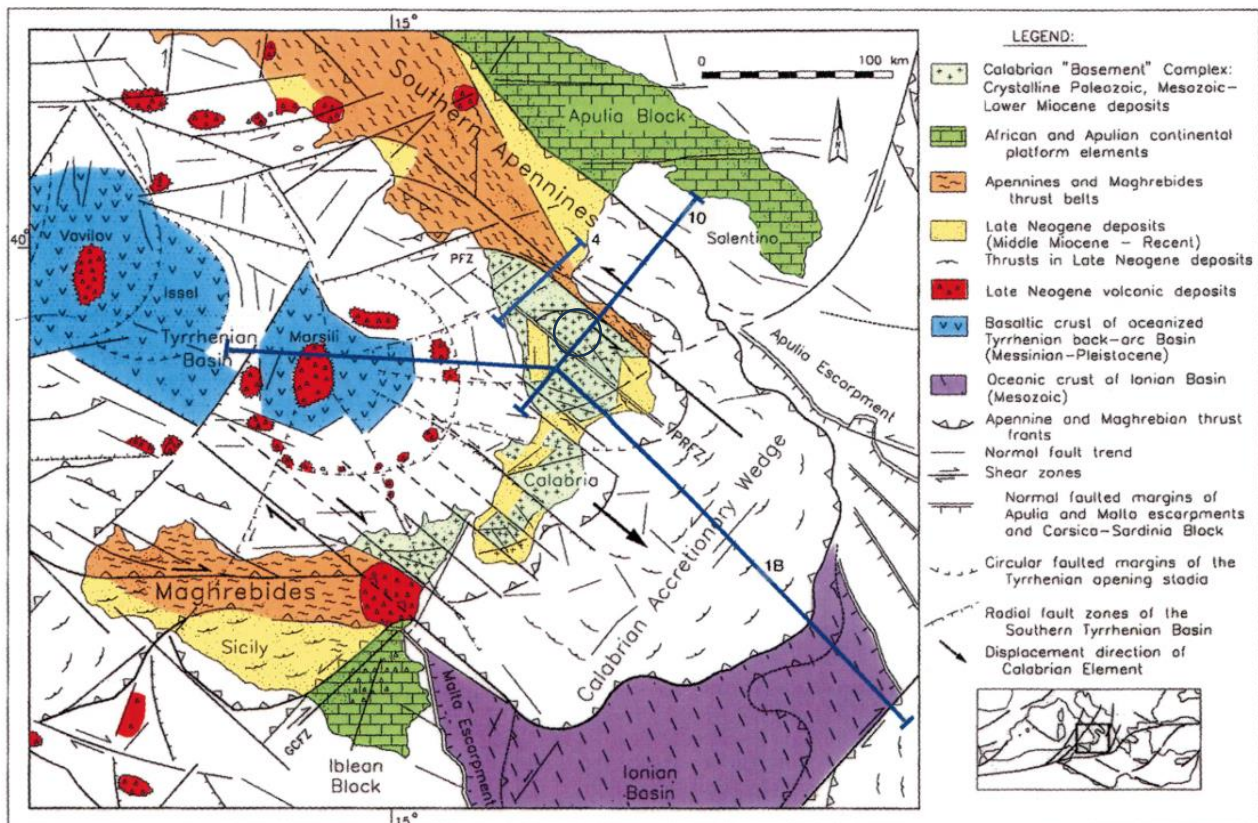 15°
0
100 km
N
Southern Apennines
Apulia Block
40°
Vavilov
Issel
Tyrrhenian
Basin
Marsili
PFZ
4
10
Salentino
Apulia Escarpment
PRFZ
Calabria
Calabrian Accretionary Wedge
1B
Maghrebides
Sicily
GCFZ
Iblean
Block
Malta Escarpment
Ionian
Basin
15°
LEGEND:
Calabrian "Basement" Complex:
Crystalline Paleozoic, Mesozoic-
Lower Miocene deposits
African and Apulian continental
platform elements
Apennines and Maghrebides
thrust belts
Late Neogene deposits
(Middle Miocene - Recent)
Thrusts in Late Neogene deposits
Late Neogene volcanic deposits
Basaltic crust of oceanized
Tyrrhenian back-arc Basin
(Messinian-Pleistocene)
Oceanic crust of Ionian Basin
(Mesozoic)
Apennine and Maghrebian thrust
fronts
Normal fault trend
Shear zones
Normal faulted margins of
Apulia and Malta escarpments
and Corsica-Sardinia Block
Circular faulted margins of the
Tyrrhenian opening stadia
Radial fault zones of the
Southern Tyrrhenian Basin
Displacement direction of
Calabrian Element